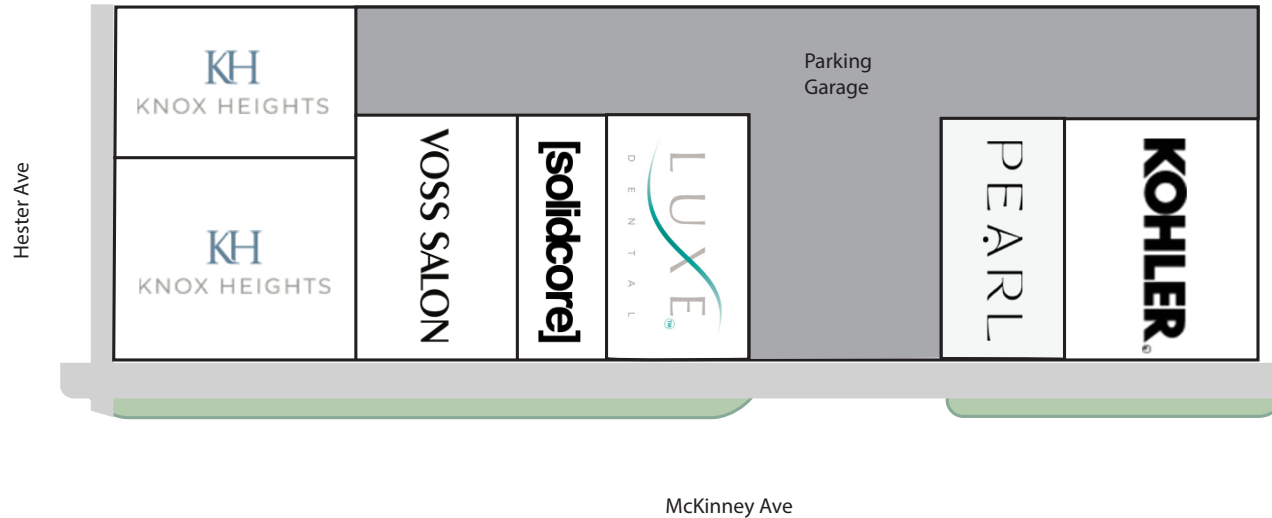 Parking
Garage
KH
KNOX HEIGHTS
Hester Ave
KH
KNOX HEIGHTS
VOSS SALON
[solidcore]
LUXE
DENTAL
TM
PEARL
KOHLER
McKinney Ave